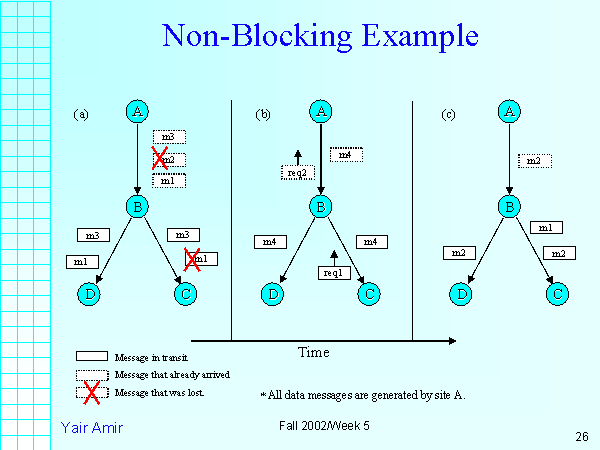 Non-Blocking Example
(a)
A
m3
m2
m1
B
m3
m3
m1
m1
D
C
(b)
A
m4
req2
B
m4
m4
req1
D
C
(c)
A
m2
B
m1
m2
m2
D
C
Time
Message in transit.
Message that already arrived
Message that was lost.
*All data messages are generated by site A.
Yair Amir
Fall 2002/Week 5
26